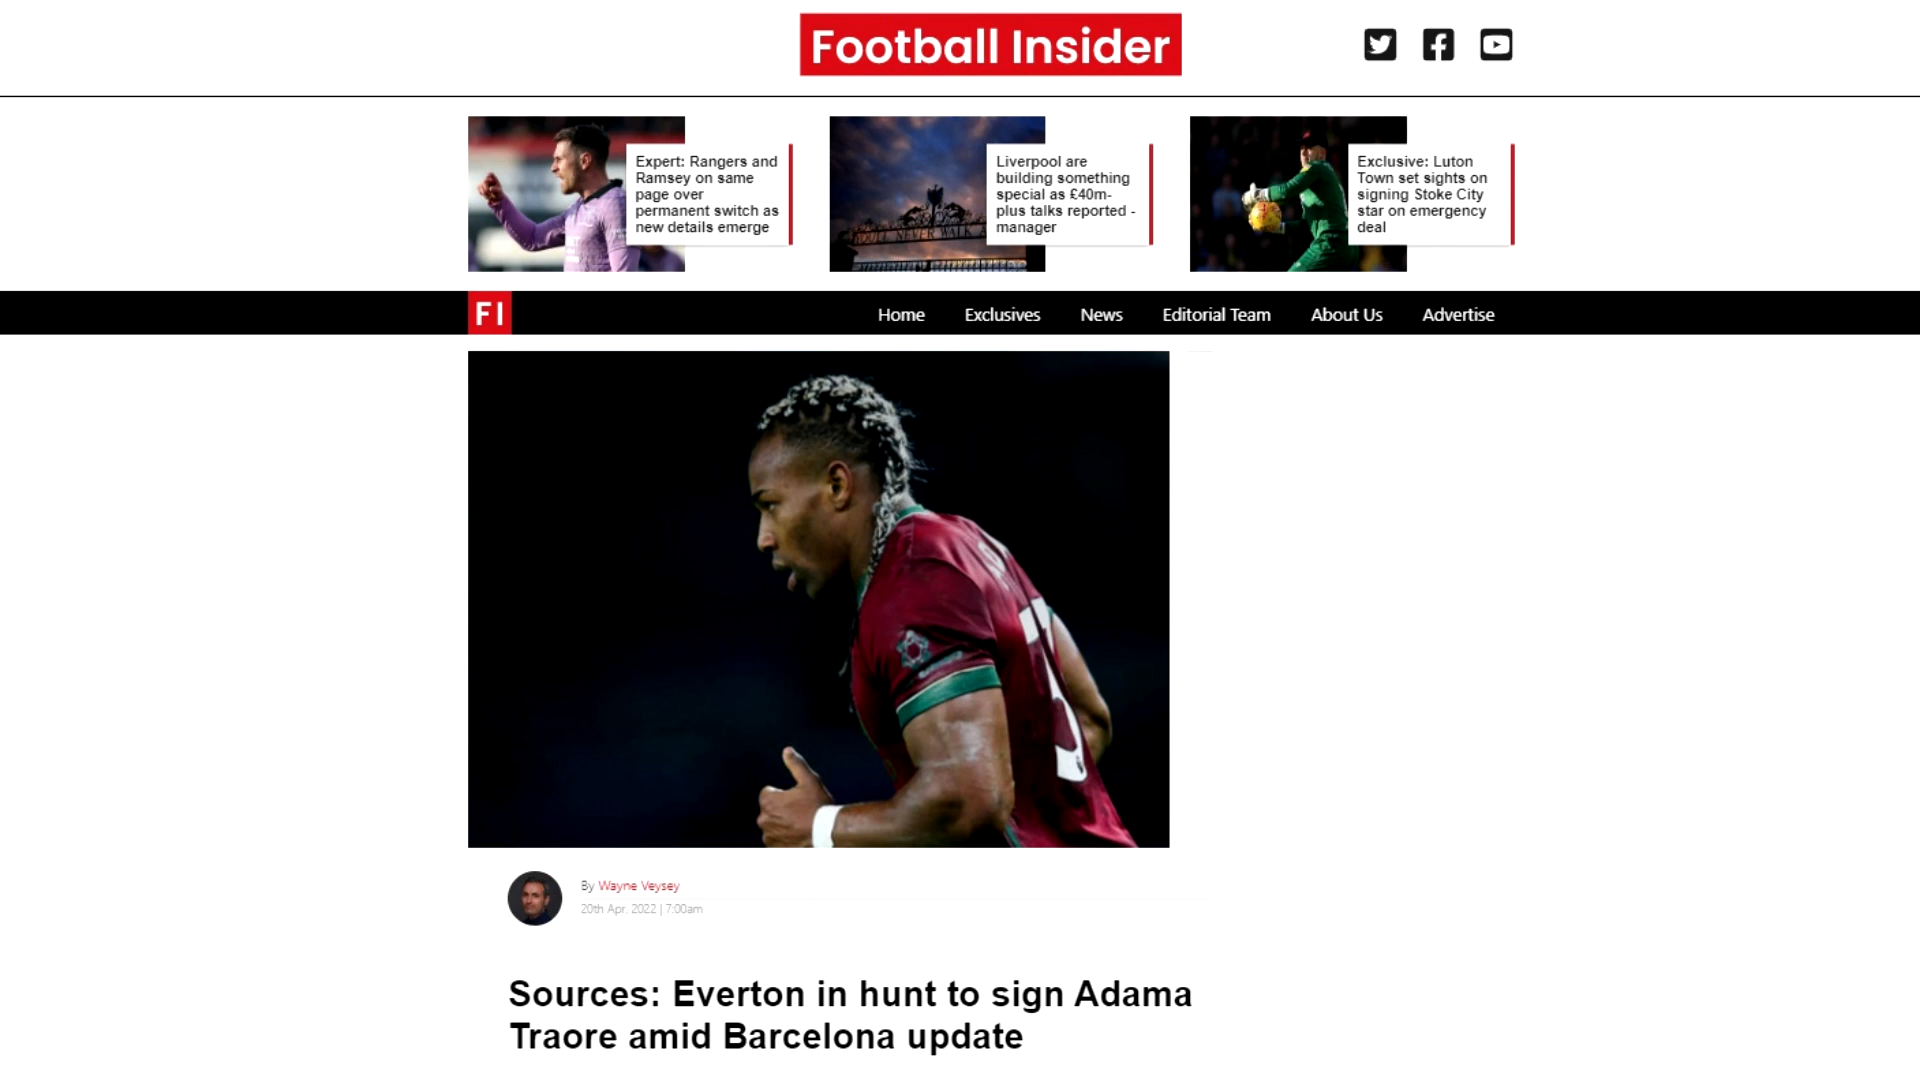 Football Insider
Expert: Rangers and
Ramsey on same
page over
permanent switch as
new details emerge
Liverpool are
building something
special as £40m-
plus talks reported -
manager
Exclusive: Luton
Town set sights on
signing Stoke City
star on emergency
deal
FI
Home
Exclusives
News
Editorial Team
About Us
Advertise
By Wayne Veysey
20th Apr. 2022 | 7:00am
Sources: Everton in hunt to sign Adama
Traore amid Barcelona update